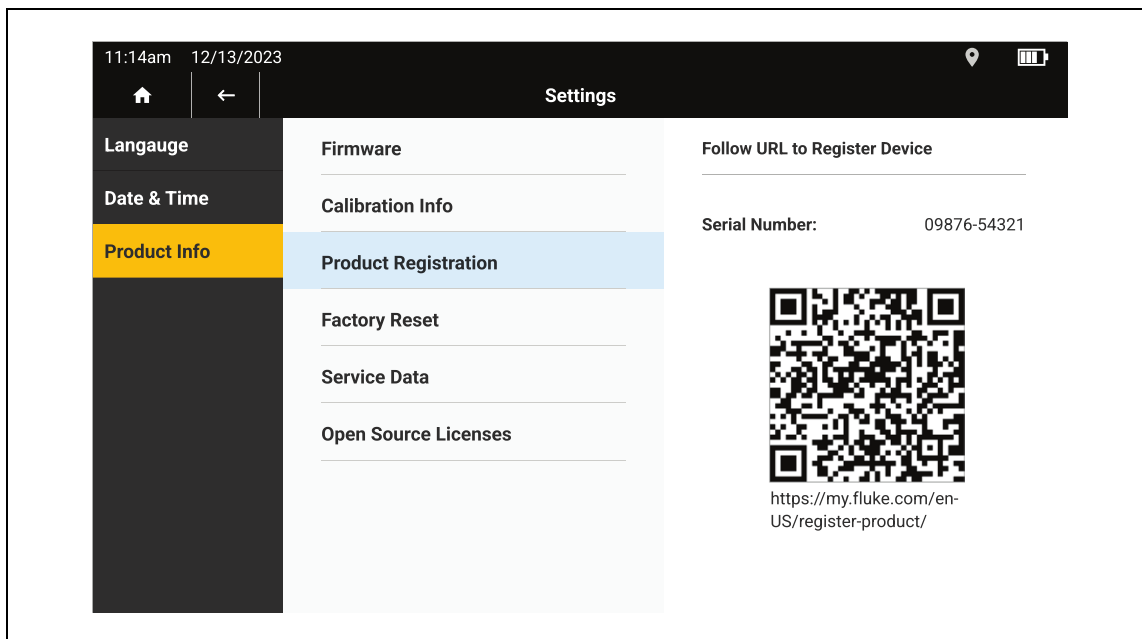 11:14am 12/13/2023
Settings
Langauge
Date & Time
Product Info
Firmware
Calibration Info
Product Registration
Factory Reset
Service Data
Open Source Licenses
Follow URL to Register Device
Serial Number: 09876-54321
https://my.fluke.com/en-
US/register-product/